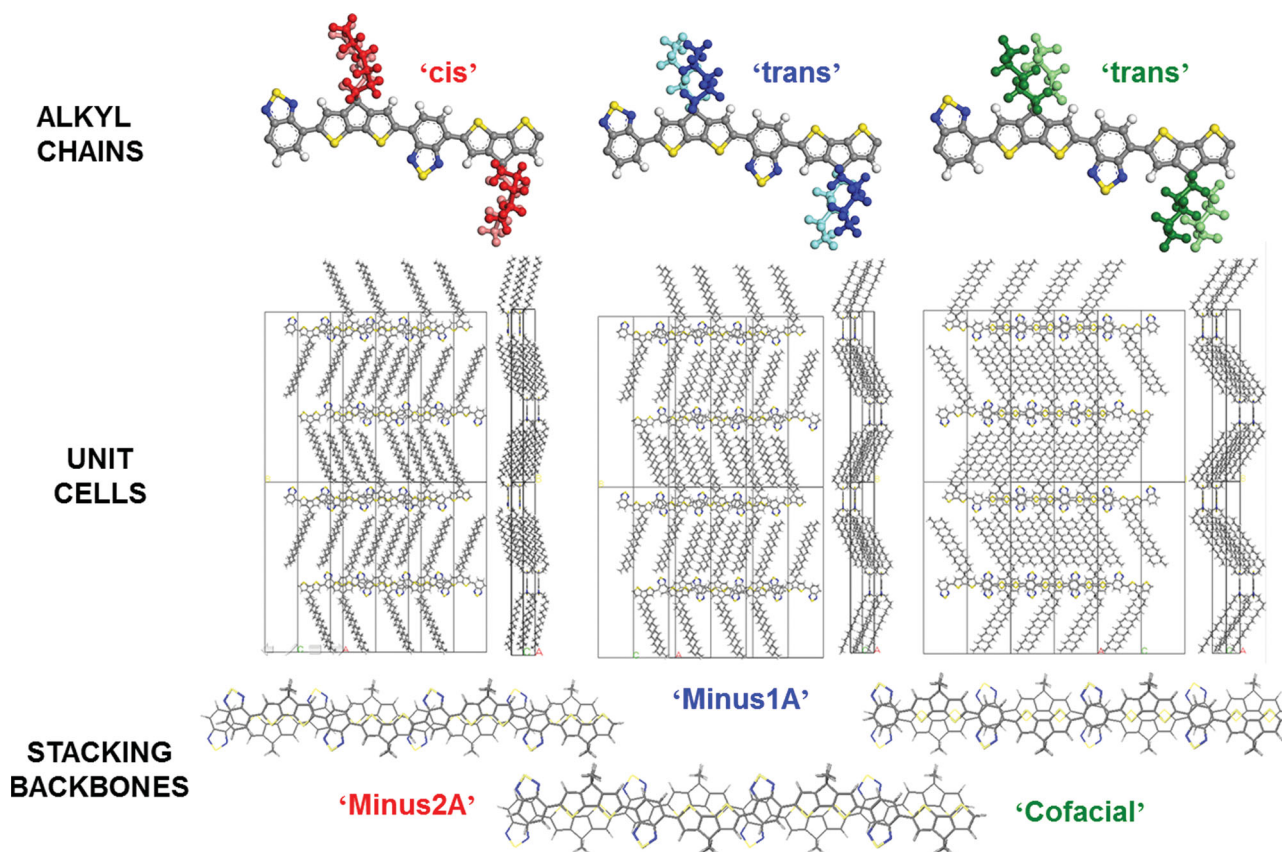 ‘cis’
‘trans’
‘trans’
ALKYL
CHAINS
UNIT
CELLS
B
B
B
C
A
C
A
C
A
C
A
A
C
C
A
‘Minus1A’
STACKING
BACKBONES
‘Minus2A’
‘Cofacial’